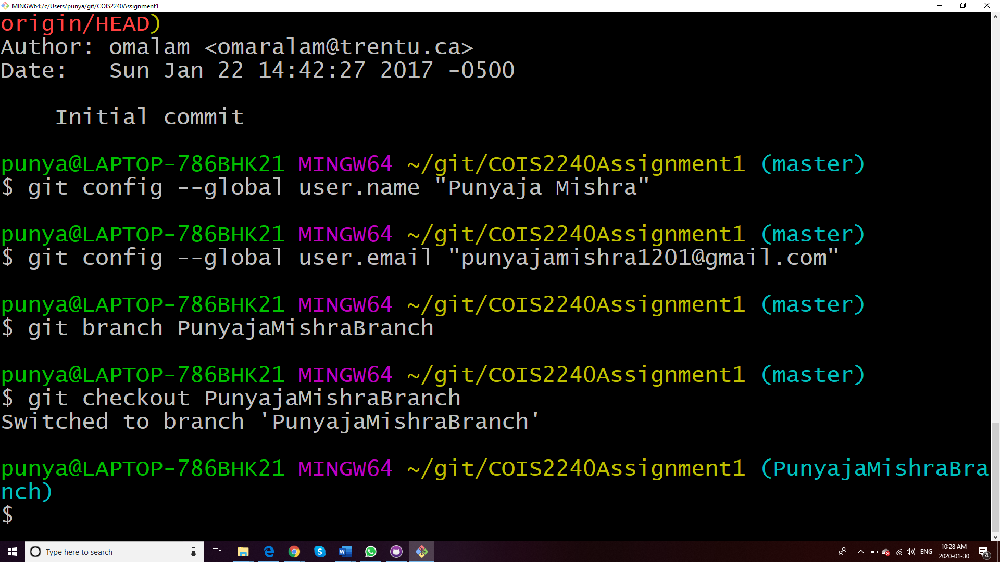 MINGW64:/c/Users/punya/git/COIS2240Assignment1
origin/HEAD)
Author: omalam <omaralam@trentu.ca>
Date:   Sun Jan 22 14:42:27 2017 -0500
    Initial commit
punya@LAPTOP-786BHK21 MINGW64 ~/git/COIS2240Assignment1 (master)
$ git config --global user.name "Punyaja Mishra"
punya@LAPTOP-786BHK21 MINGW64 ~/git/COIS2240Assignment1 (master)
$ git config --global user.email "punyajamishra1201@gmail.com"
punya@LAPTOP-786BHK21 MINGW64 ~/git/COIS2240Assignment1 (master)
$ git branch PunyajaMishraBranch
punya@LAPTOP-786BHK21 MINGW64 ~/git/COIS2240Assignment1 (master)
$ git checkout PunyajaMishraBranch
Switched to branch 'PunyajaMishraBranch'
punya@LAPTOP-786BHK21 MINGW64 ~/git/COIS2240Assignment1 (PunyajaMishraBra
nch)
$
Type here to search
ENG
10:28 AM
2020-01-30
4